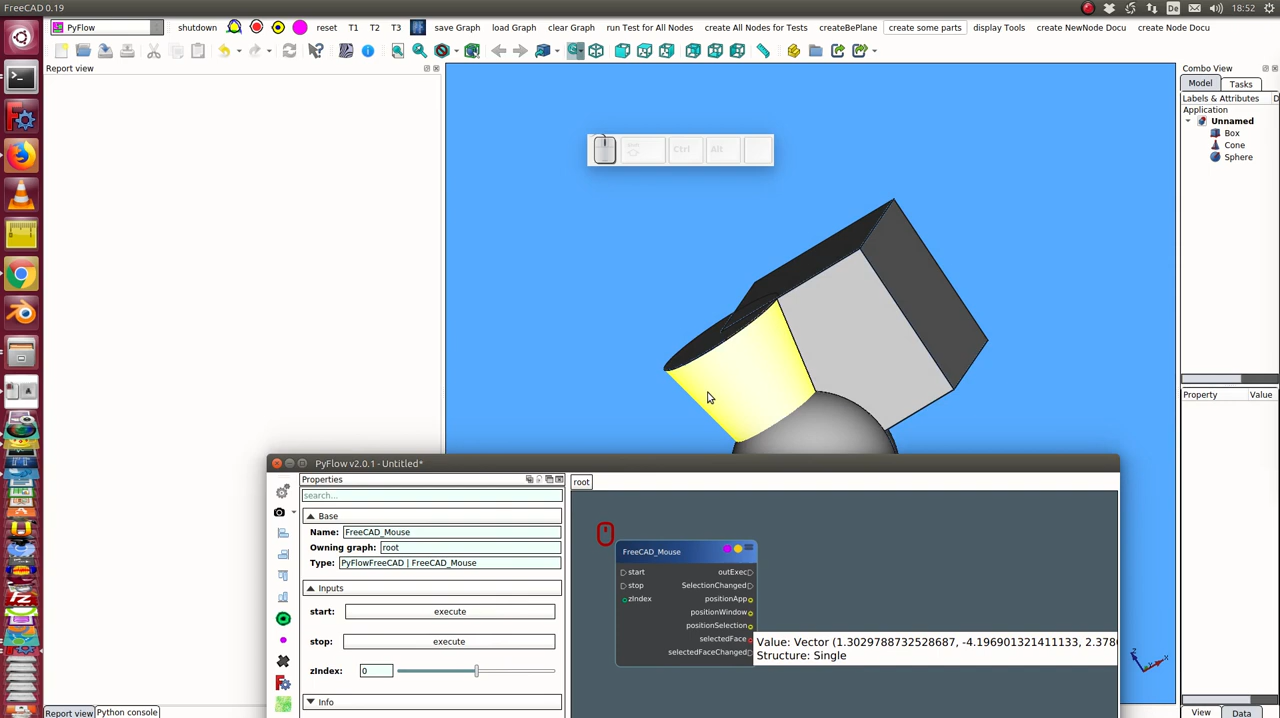 FreeCAD 0.19
De
18:52
PyFlow
shutdown
reset
T1
T2
T3
save Graph
load Graph
clear Graph
run Test for All Nodes
create All Nodes for Tests
createBePlane
create some parts
display Tools
create NewNode Docu
create Node Docu
Report view
Combo View
Model
Tasks
Labels & Attributes
D
Application
Unnamed
Box
Cone
Sphere
Ctrl
Alt
Property
Value
PyFlow v2.0.1 - Untitled*
Properties
root
search...
Base
Name:
FreeCAD_Mouse
Owning graph:
root
Type:
PyFlowFreeCAD | FreeCAD_Mouse
Inputs
start:
execute
stop:
execute
zIndex:
0
Info
FreeCAD_Mouse
start
outExec
stop
SelectionChanged
zIndex
positionApp
positionWindow
positionSelection
selectedFace
selectedFaceChanged
Value: Vector (1.3029788732528687, -4.196901321411133, 2.378
Structure: Single
Report view
Python console
View
Data